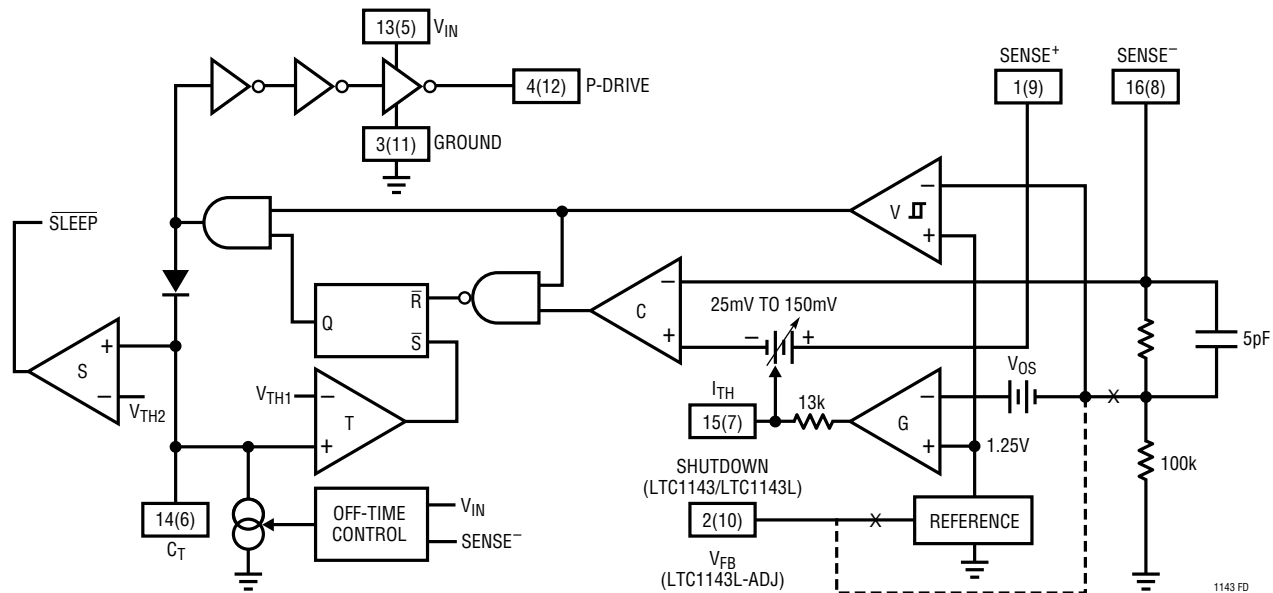 13(5) V_IN
SENSE⁺
SENSE⁻
1(9)
16(8)
4(12) P-DRIVE
3(11) GROUND
V
−
+
SLEEP
R
Q
S
C
−
+
25mV TO 150mV
− +
5pF
S
+
−
V_TH2
V_TH1
−
T
+
I_TH
15(7)
13k
V_OS
−
G
+
1.25V
100k
SHUTDOWN
(LTC1143/LTC1143L)
2(10)
X
X
REFERENCE
V_FB
(LTC1143L-ADJ)
14(6)
C_T
OFF-TIME
CONTROL
V_IN
SENSE⁻
1143 FD